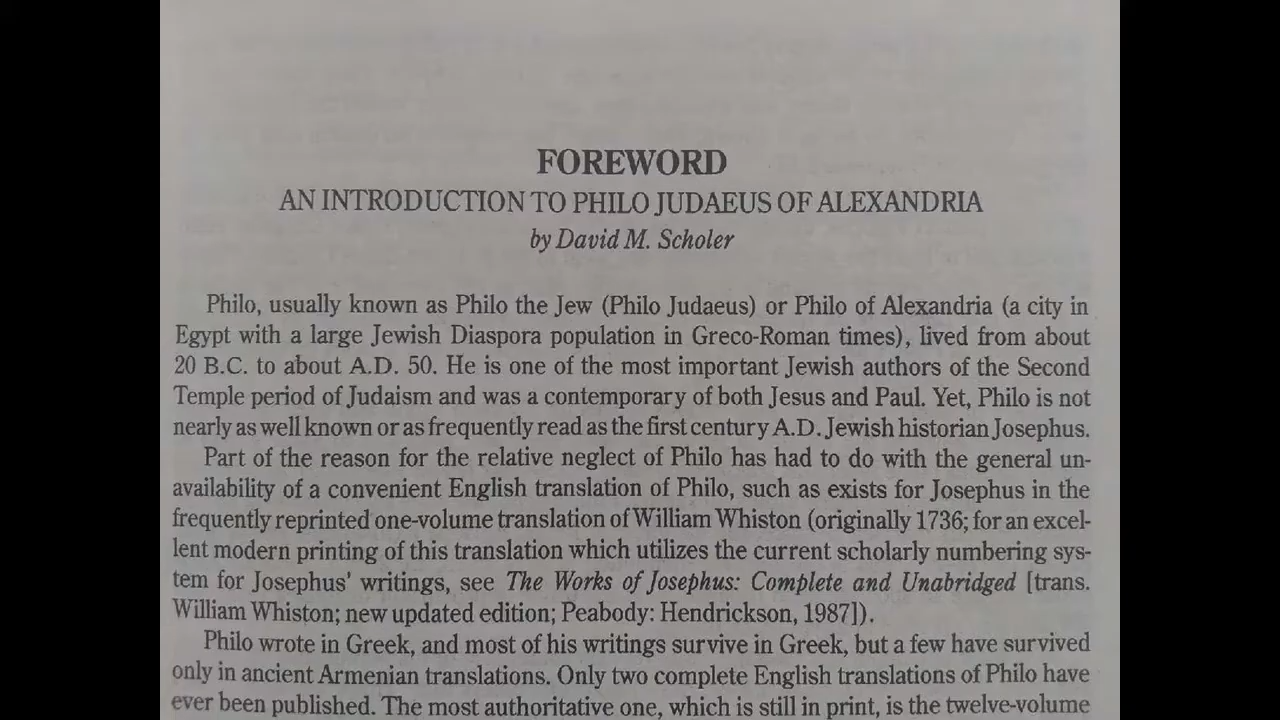 FOREWORD
AN INTRODUCTION TO PHILO JUDAEUS OF ALEXANDRIA
by David M. Scholer
Philo, usually known as Philo the Jew (Philo Judaeus) or Philo of Alexandria (a city in
Egypt with a large Jewish Diaspora population in Greco-Roman times), lived from about
20 B.C. to about A.D. 50. He is one of the most important Jewish authors of the Second
Temple period of Judaism and was a contemporary of both Jesus and Paul. Yet, Philo is not
nearly as well known or as frequently read as the first century A.D. Jewish historian Josephus.
Part of the reason for the relative neglect of Philo has had to do with the general un-
availability of a convenient English translation of Philo, such as exists for Josephus in the
frequently reprinted one-volume translation of William Whiston (originally 1736; for an excel-
lent modern printing of this translation which utilizes the current scholarly numbering sys-
tem for Josephus' writings, see The Works of Josephus: Complete and Unabridged [trans.
William Whiston; new updated edition; Peabody: Hendrickson, 1987]).
Philo wrote in Greek, and most of his writings survive in Greek, but a few have survived
only in ancient Armenian translations. Only two complete English translations of Philo have
ever been published. The most authoritative one, which is still in print, is the twelve-volume